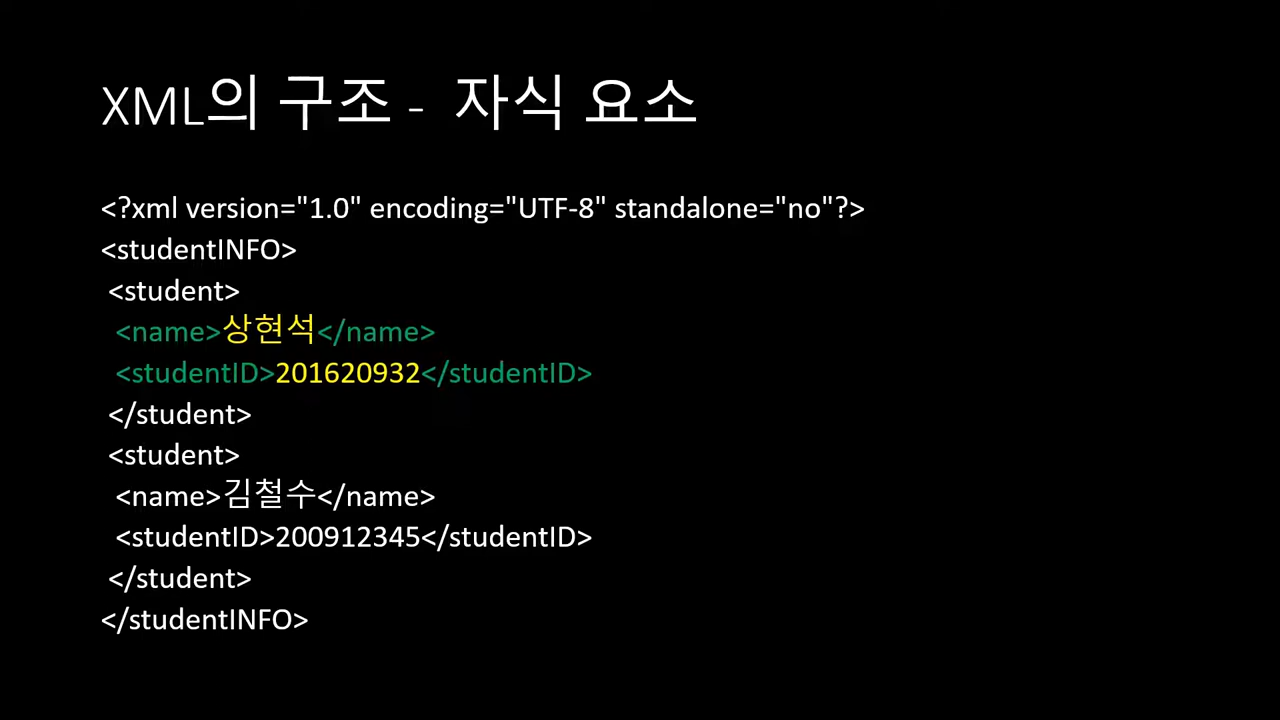 XML의 구조 - 자식 요소
<?xml version="1.0" encoding="UTF-8" standalone="no"?>
<studentINFO>
<student>
<name>상현석</name>
<studentID>201620932</studentID>
</student>
<student>
<name>김철수</name>
<studentID>200912345</studentID>
</student>
</studentINFO>